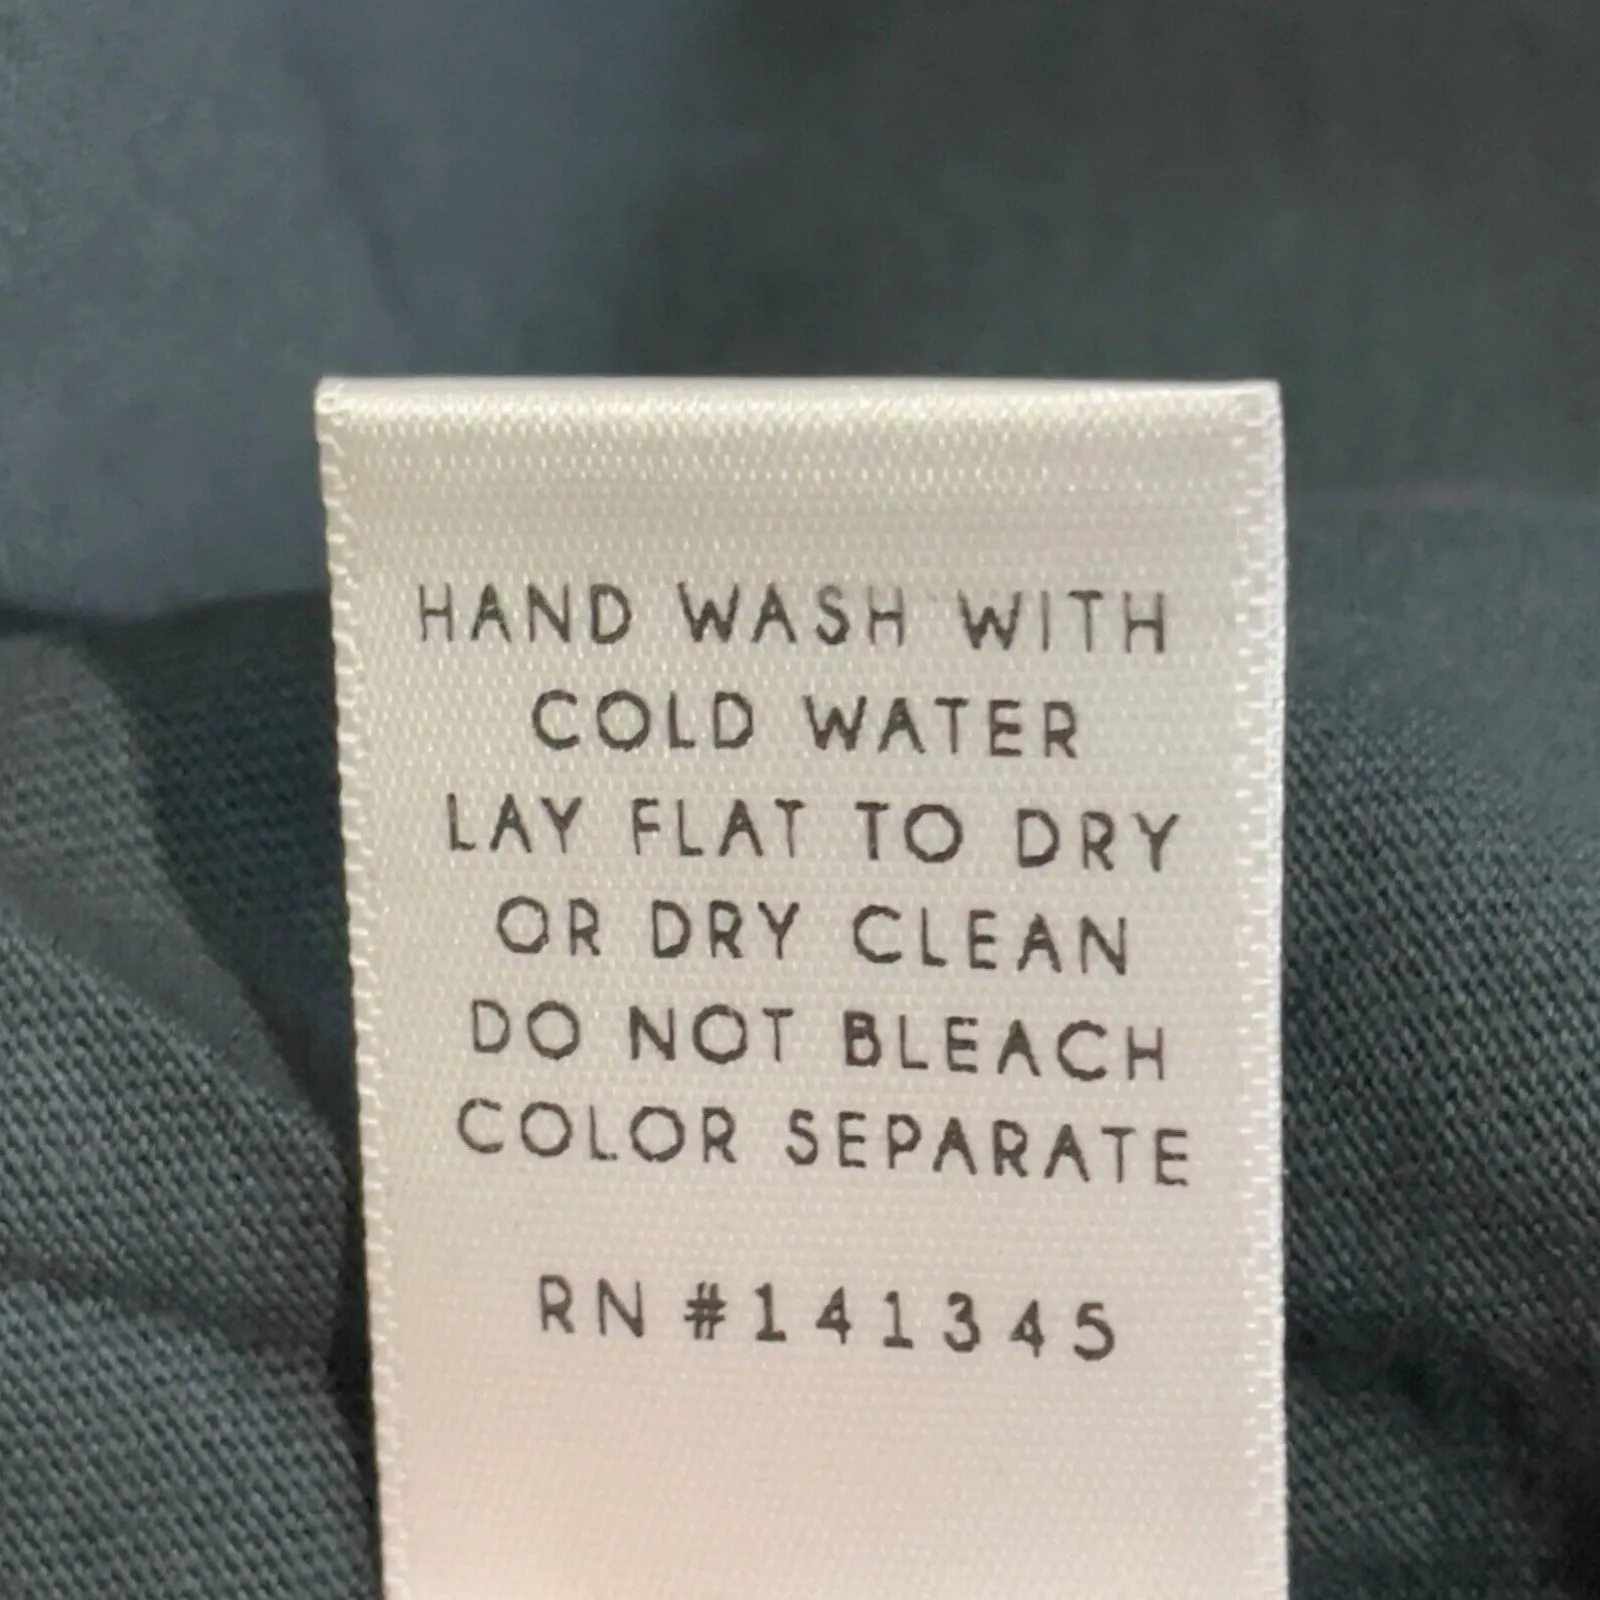 HAND WASH WITH
COLD WATER
LAY FLAT TO DRY
OR DRY CLEAN
DO NOT BLEACH
COLOR SEPARATE
RN #141345